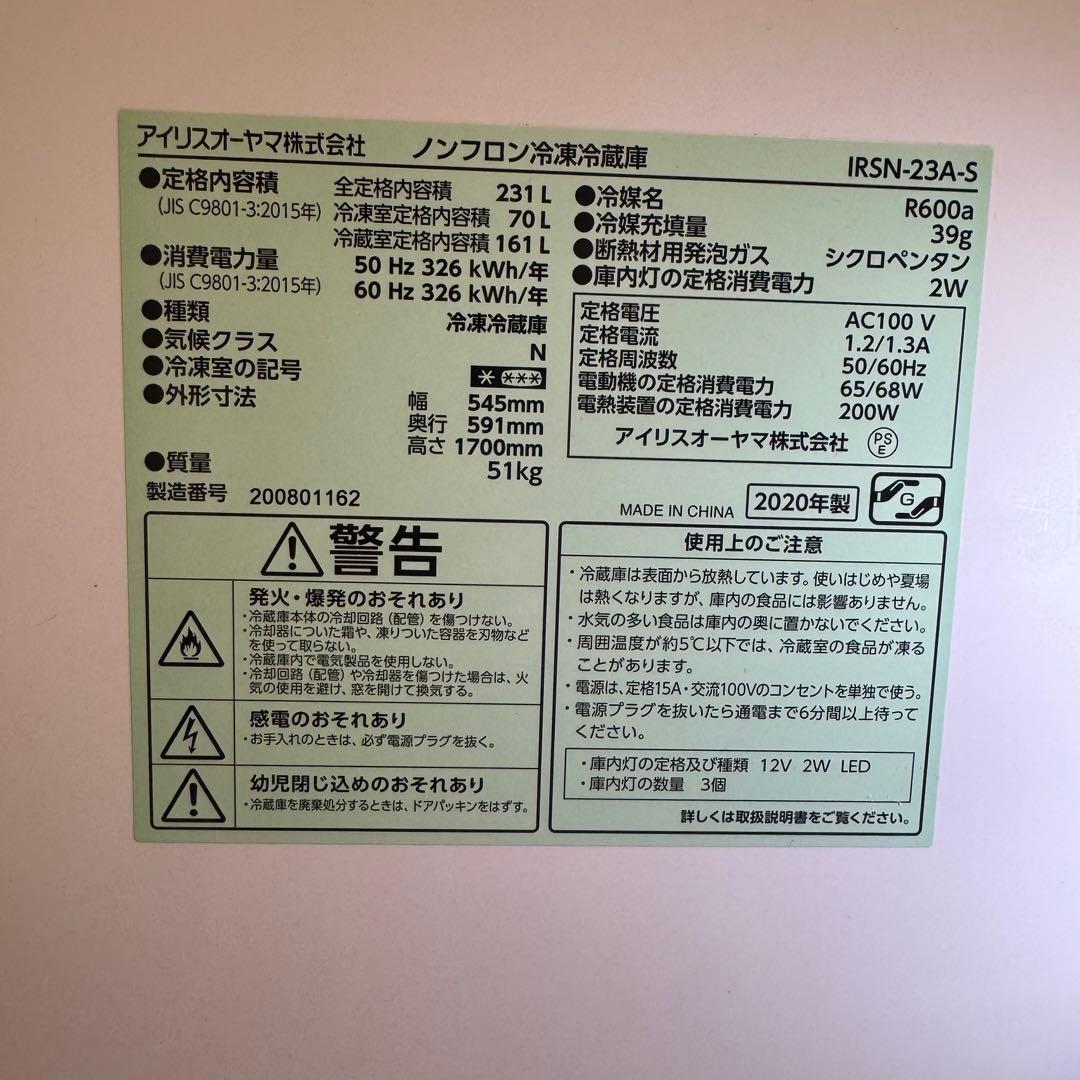 アイリスオーヤマ株式会社 ノンフロン冷凍冷蔵庫 IRSN-23A-S
●定格内容積 全定格内容積 231 L
(JIS C9801-3:2015年) 冷凍室定格内容積 70 L
冷蔵室定格内容積 161 L
●消費電力量 50 Hz 326 kWh/年
(JIS C9801-3:2015年) 60 Hz 326 kWh/年
●種類 冷凍冷蔵庫
●気候クラス N
●冷凍室の記号
●外形寸法 幅 545mm
奥行 591mm
高さ 1700mm
●質量 51kg
製造番号 200801162
●冷媒名 R600a
●冷媒充填量 39g
●断熱材用発泡ガス シクロペンタン
●庫内灯の定格消費電力 2W
定格電圧 AC100 V
定格電流 1.2/1.3A
定格周波数 50/60Hz
電動機の定格消費電力 65/68W
電熱装置の定格消費電力 200W
アイリスオーヤマ株式会社 PSE
MADE IN CHINA 2020年製 G
警告
発火・爆発のおそれあり
・冷蔵庫本体の冷却回路（配管）を傷つけない。
・冷却器についた霜や、凍りついた容器を刃物など
を使って取らない。
・冷蔵庫内で電気製品を使用しない。
・冷却回路（配管）や冷却器を傷つけた場合は、火
気の使用を避け、窓を開けて換気する。
感電のおそれあり
・お手入れのときは、必ず電源プラグを抜く。
幼児閉じ込めのおそれあり
・冷蔵庫を廃棄処分するときは、ドアパッキンをはずす。
使用上のご注意
・冷蔵庫は表面から放熱しています。使いはじめや夏場
は熱くなりますが、庫内の食品には影響ありません。
・水気の多い食品は庫内の奥に置かないでください。
・周囲温度が約5℃以下では、冷蔵室の食品が凍る
ことがあります。
・電源は、定格15A・交流100Vのコンセントを単独で使う。
・電源プラグを抜いたら通電まで6分間以上待って
ください。
・庫内灯の定格及び種類 12V 2W LED
・庫内灯の数量 3個
詳しくは取扱説明書をご覧ください。